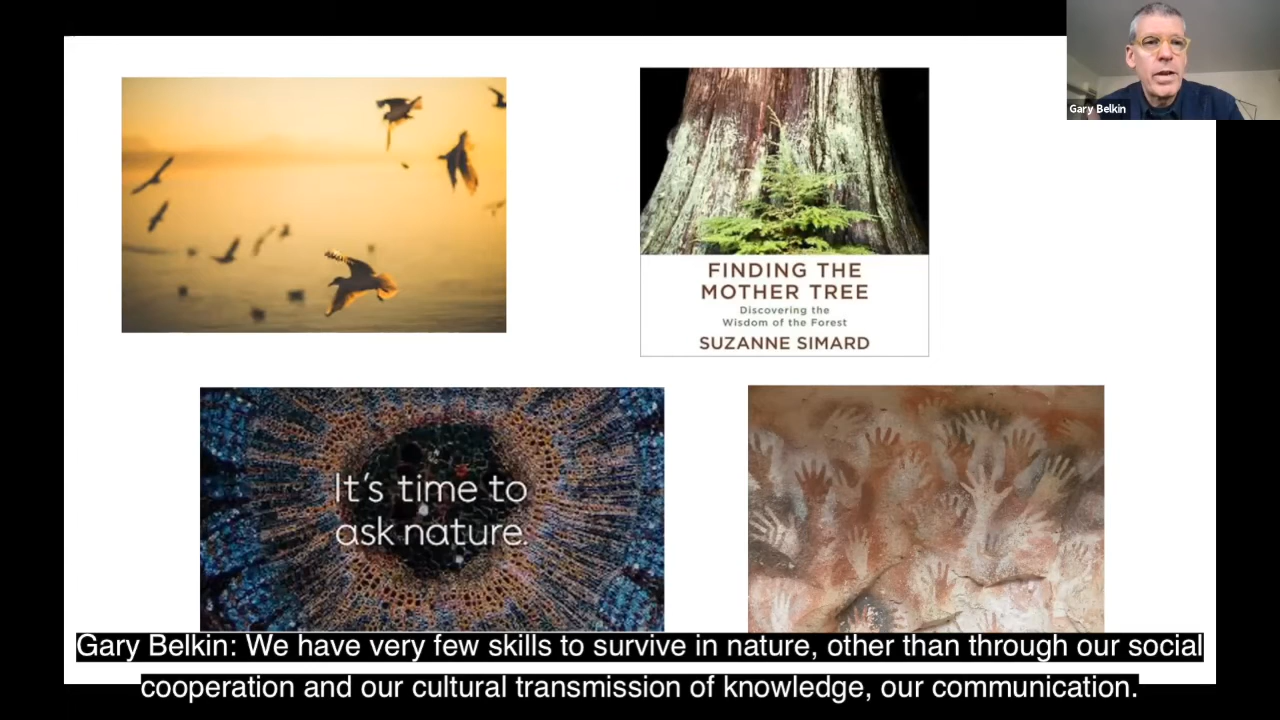 Gary Belkin
FINDING THE
MOTHER TREE
Discovering the
Wisdom of the Forest
SUZANNE SIMARD
It's time to
ask nature.
Gary Belkin: We have very few skills to survive in nature, other than through our social
cooperation and our cultural transmission of knowledge, our communication.